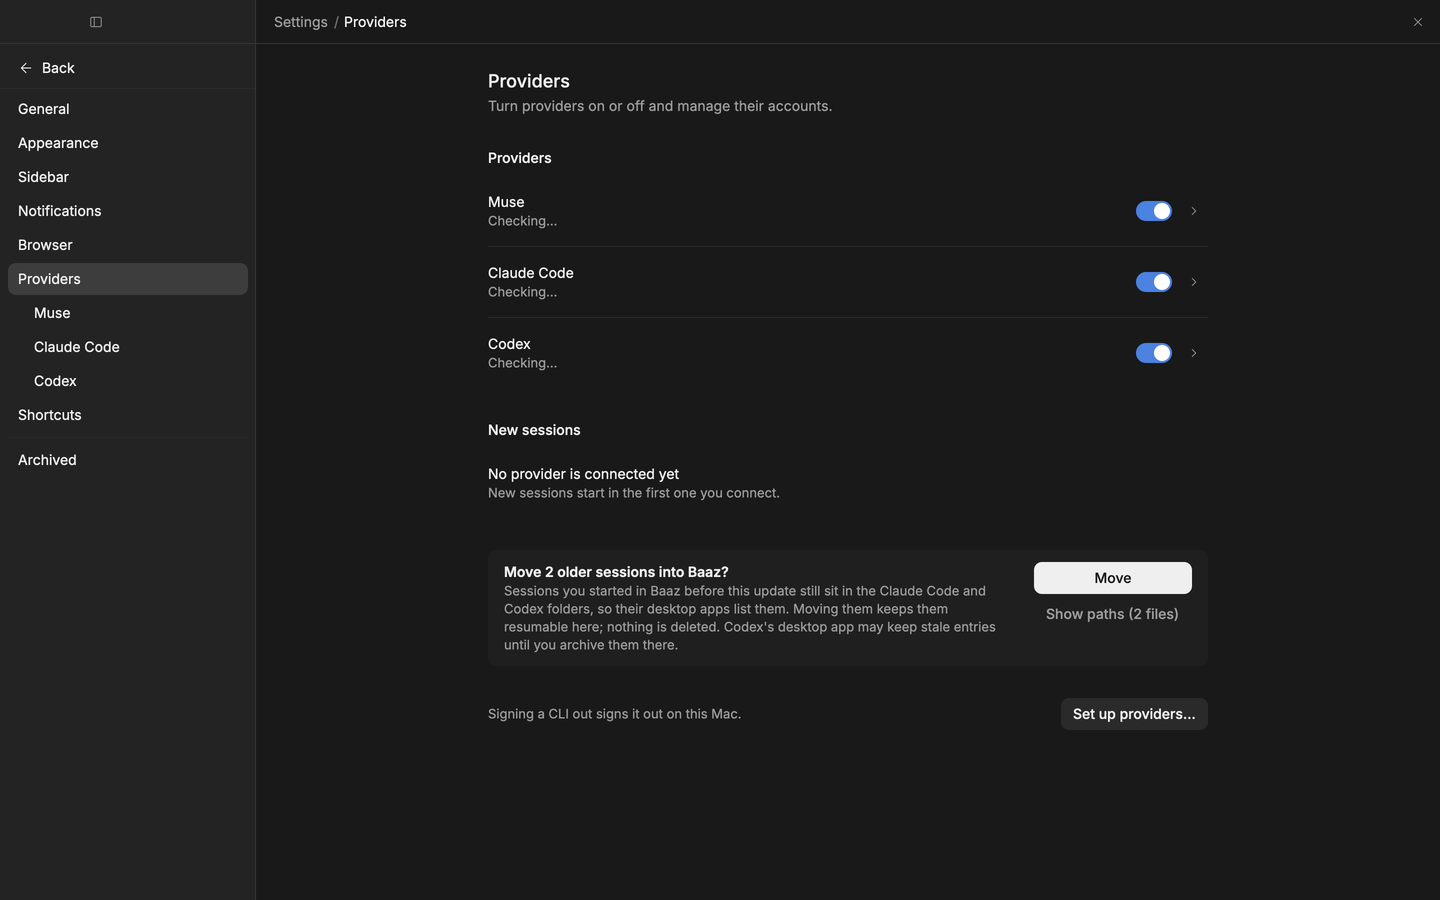 Settings / Providers
Back
General
Appearance
Sidebar
Notifications
Browser
Providers
Muse
Claude Code
Codex
Shortcuts
Archived
Providers
Turn providers on or off and manage their accounts.
Providers
Muse
Checking...
Claude Code
Checking...
Codex
Checking...
New sessions
No provider is connected yet
New sessions start in the first one you connect.
Move 2 older sessions into Baaz?
Sessions you started in Baaz before this update still sit in the Claude Code and
Codex folders, so their desktop apps list them. Moving them keeps them
resumable here; nothing is deleted. Codex's desktop app may keep stale entries
until you archive them there.
Move
Show paths (2 files)
Signing a CLI out signs it out on this Mac.
Set up providers...